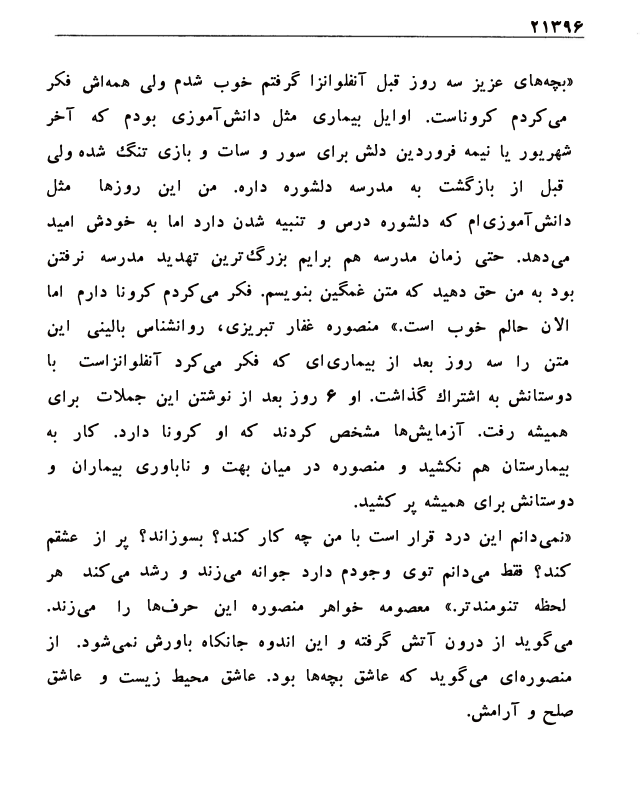 ۲۱۳۹۶
«بچه‌های عزیز سه روز قبل آنفلوانزا گرفتم خوب شدم ولی همه‌اش فکر
می‌کردم کروناست. اوایل بیماری مثل دانش‌آموزی بودم که آخر
شهریور یا نیمه فروردین دلش برای سور و سات و بازی تنگ شده ولی
قبل از بازگشت به مدرسه دلشوره داره. من این روزها مثل
دانش‌آموزی‌ام که دلشوره درس و تنبیه شدن دارد اما به خودش امید
می‌دهد. حتی زمان مدرسه هم برایم بزرگ‌ترین تهدید مدرسه نرفتن
بود به من حق دهید که متن غمگین بنویسم. فکر می‌کردم کرونا دارم اما
الان حالم خوب است.» منصوره غفار تبریزی، روانشناس بالینی این
متن را سه روز بعد از بیماری‌ای که فکر می‌کرد آنفلوانزاست با
دوستانش به اشتراک گذاشت. او ۶ روز بعد از نوشتن این جملات برای
همیشه رفت. آزمایش‌ها مشخص کردند که او کرونا دارد. کار به
بیمارستان هم نکشید و منصوره در میان بهت و ناباوری بیماران و
دوستانش برای همیشه پر کشید.
«نمی‌دانم این درد قرار است با من چه کار کند؟ بسوزاند؟ پر از عشقم
کند؟ فقط می‌دانم توی وجودم دارد جوانه می‌زند و رشد می‌کند هر
لحظه تنومندتر.» معصومه خواهر منصوره این حرف‌ها را می‌زند.
می‌گوید از درون آتش گرفته و این اندوه جانکاه باورش نمی‌شود. از
منصوره‌ای می‌گوید که عاشق بچه‌ها بود. عاشق محیط زیست و عاشق
صلح و آرامش.